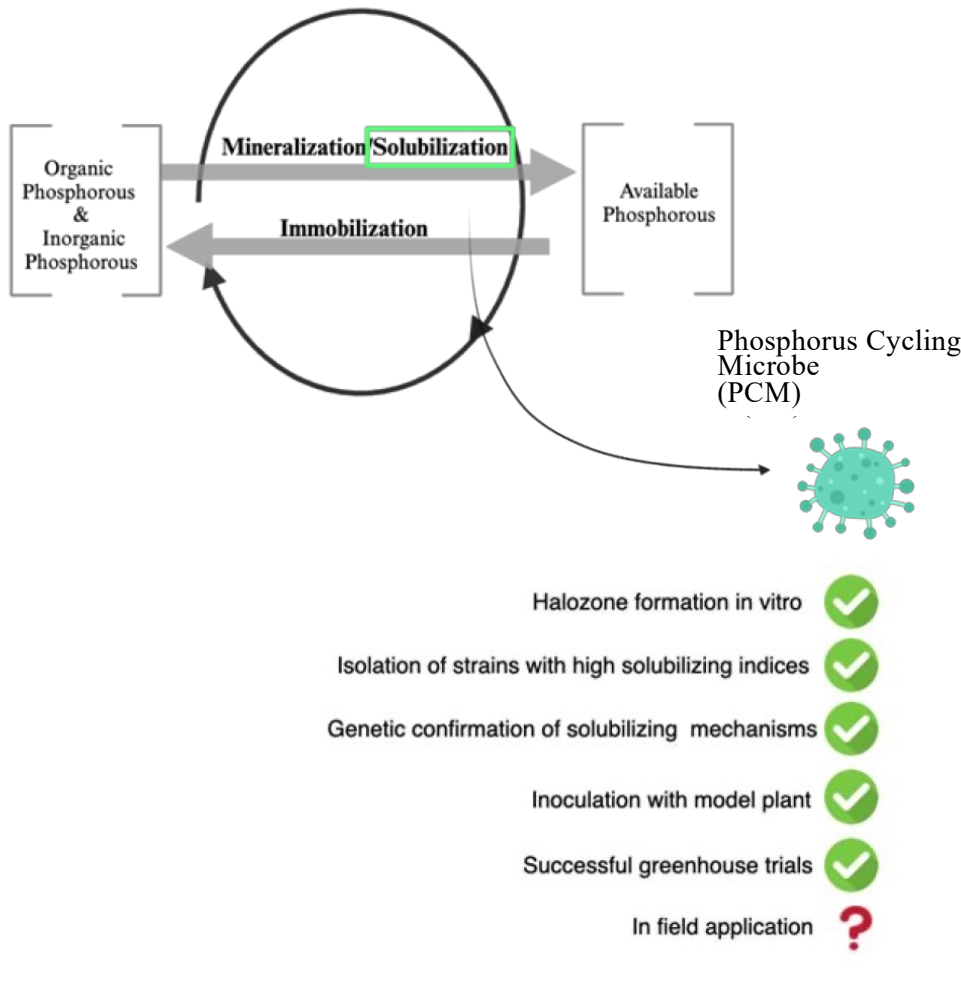 Mineralization/Solubilization
Organic
Phosphorous
&
Inorganic
Phosphorous
Available
Phosphorous
Immobilization
Phosphorus Cycling
Microbe
(PCM)
Halozone formation in vitro
Isolation of strains with high solubilizing indices
Genetic confirmation of solubilizing mechanisms
Inoculation with model plant
Successful greenhouse trials
In field application
?